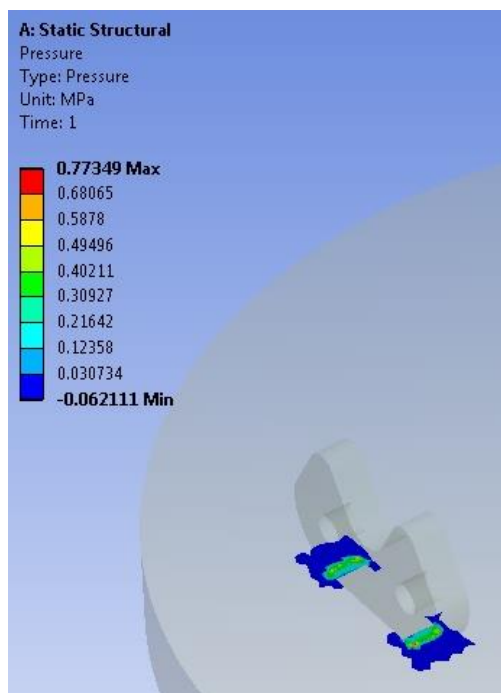 A: Static Structural
Pressure
Type: Pressure
Unit: MPa
Time: 1
0.77349 Max
0.68065
0.5878
0.49496
0.40211
0.30927
0.21642
0.12358
0.030734
-0.062111 Min